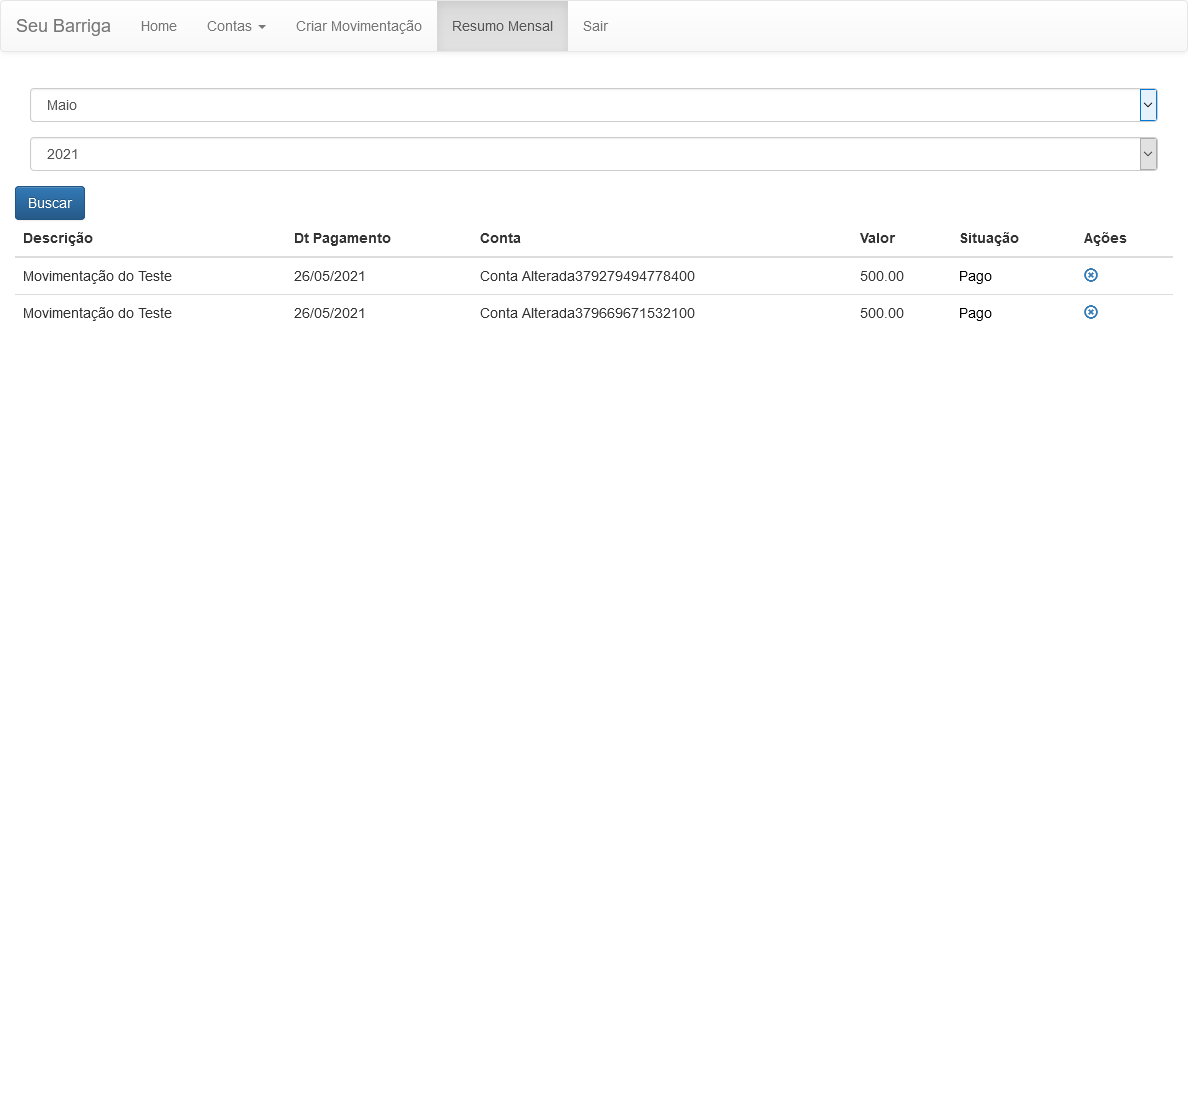 Seu Barriga Home Contas Criar Movimentação Resumo Mensal Sair
Maio
2021
Buscar
Descrição Dt Pagamento Conta Valor Situação Ações
Movimentação do Teste 26/05/2021 Conta Alterada379279494778400 500.00 Pago
Movimentação do Teste 26/05/2021 Conta Alterada379669671532100 500.00 Pago